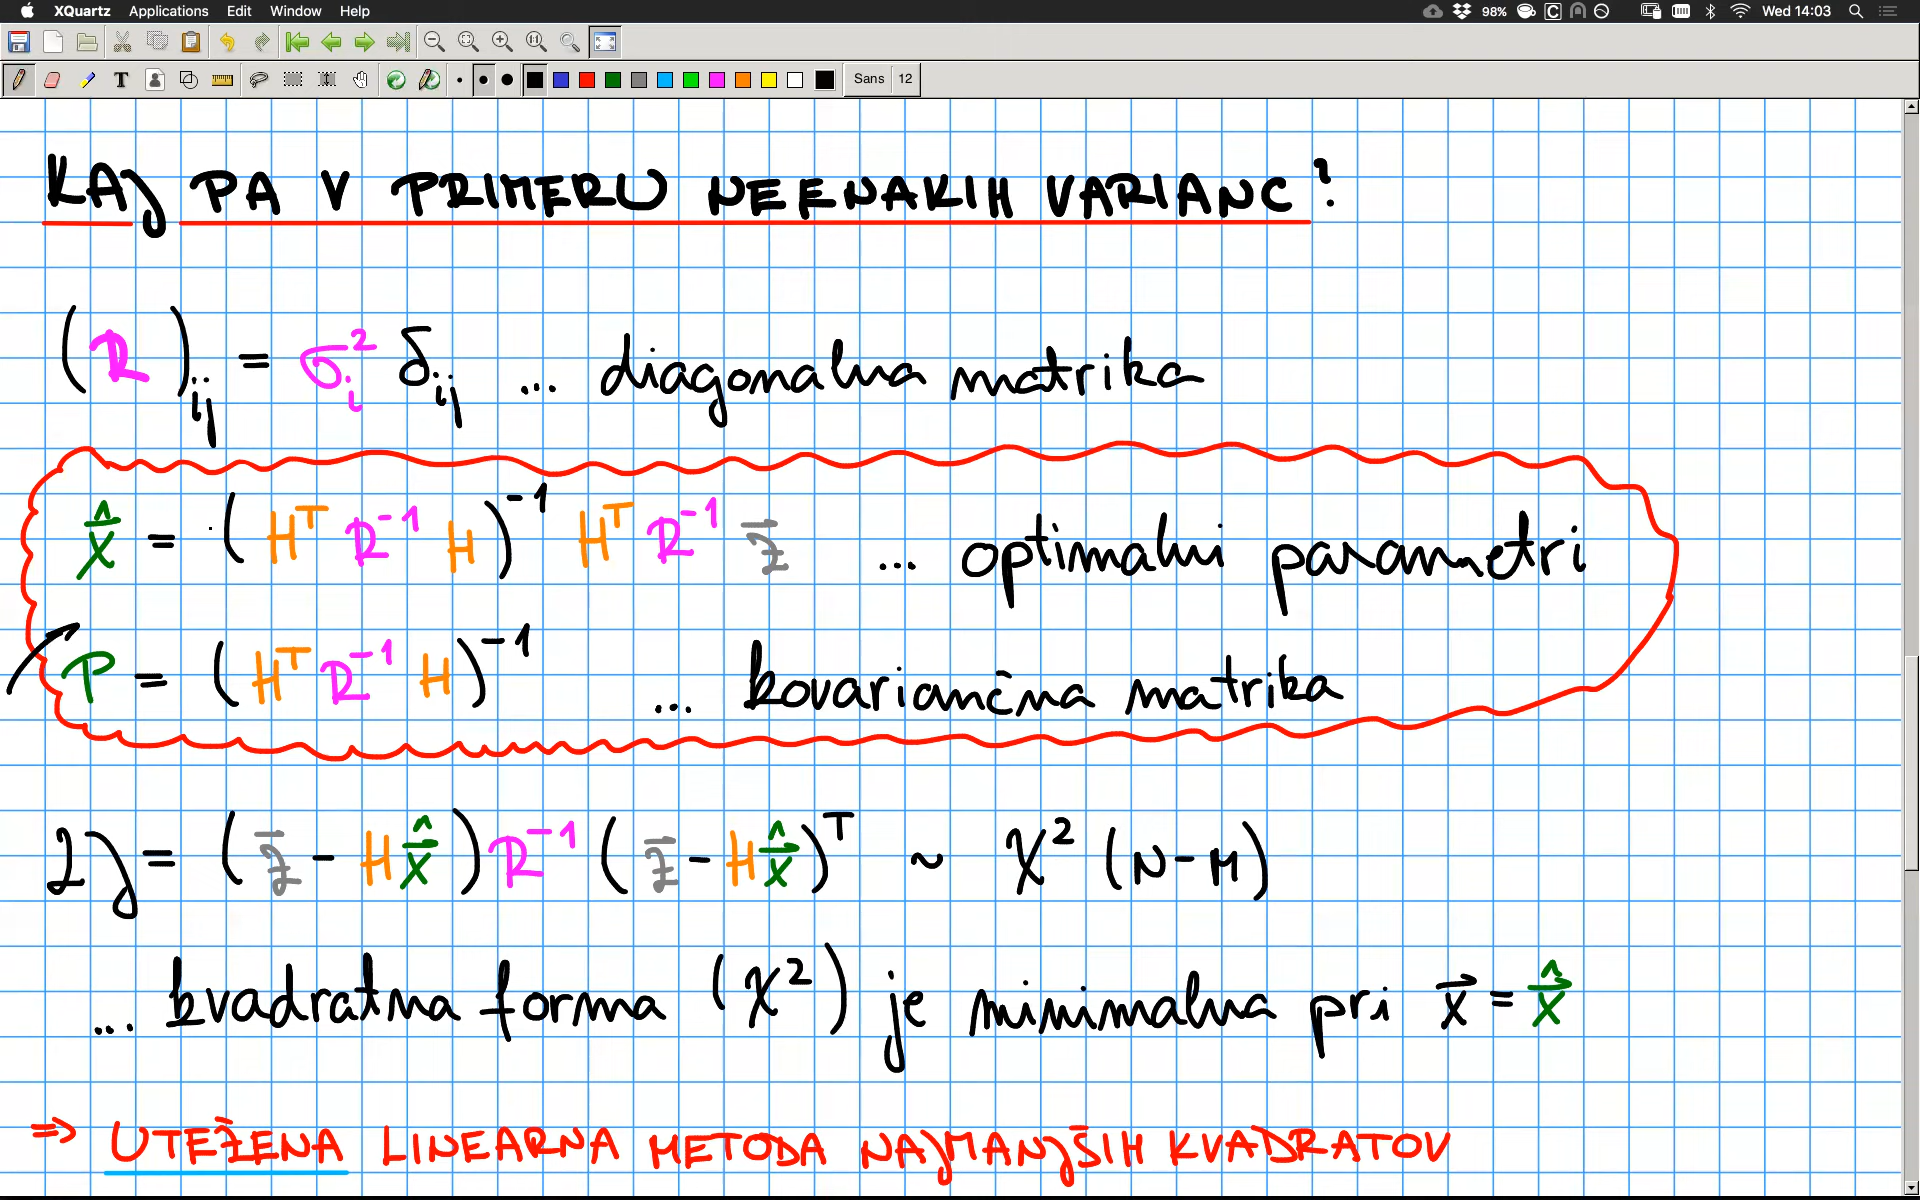 XQuartz Applications Edit Window Help 98% Wed 14:03
T Sans 12
KAJ PA V PRIMERU NEENAKIH VARIANC?
(R)ij = σi² δij ... diagonalna matrika
x̂ = (Hᵀ R⁻¹ H)⁻¹ Hᵀ R⁻¹ z̄ ... optimalni parametri
P = (Hᵀ R⁻¹ H)⁻¹ ... kovariančna matrika
2J = (z̄ - Hx̂) R⁻¹ (z̄ - Hx̂)ᵀ ~ χ² (N-M)
... kvadratna forma (χ²) je minimalna pri x⃗ = x̂
⇒ UTEŽENA LINEARNA METODA NAJMANJŠIH KVADRATOV